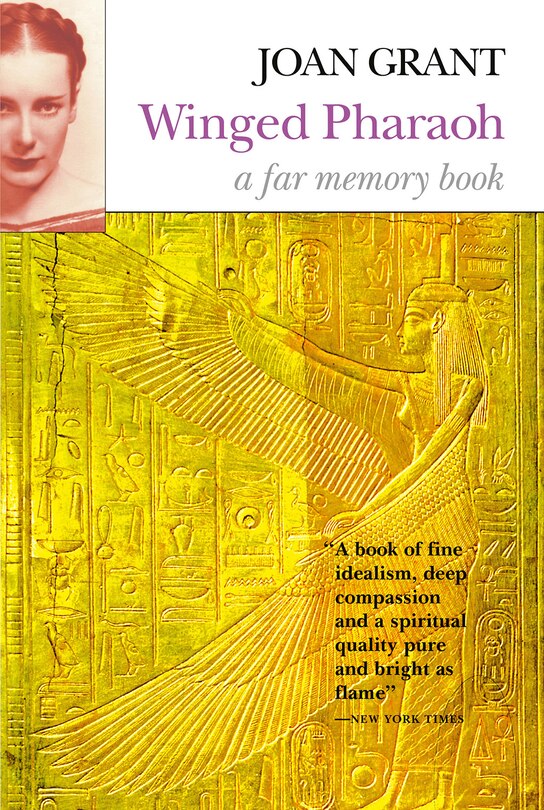 JOAN GRANT
Winged Pharaoh
a far memory book
“A book of fine
idealism, deep
compassion
and a spiritual
quality pure
and bright as
flame”
—NEW YORK TIMES